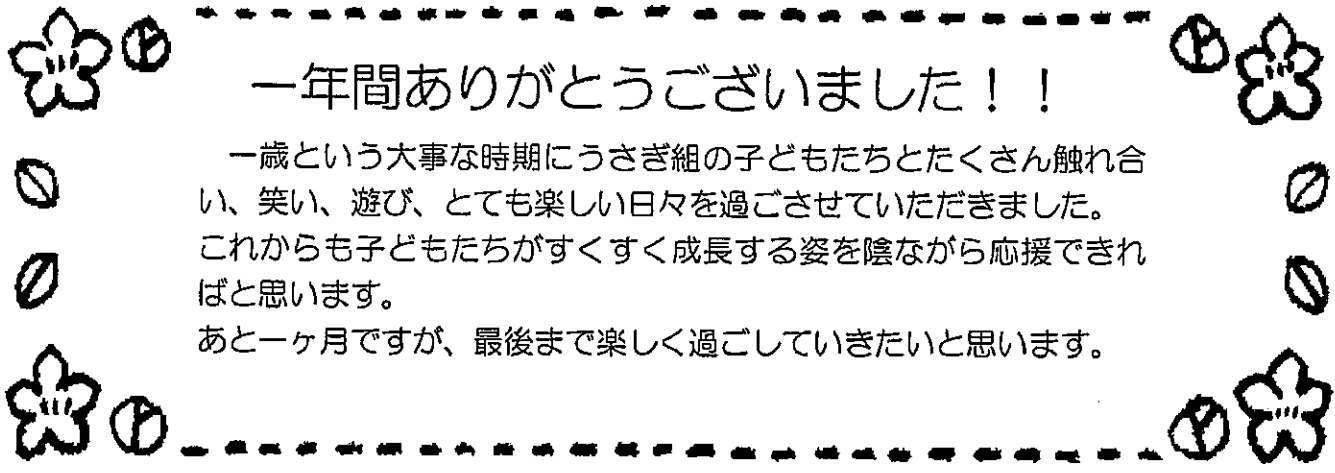 一年間ありがとうございました！！
一歳という大事な時期にうさぎ組の子どもたちとたくさん触れ合
い、笑い、遊び、とても楽しい日々を過ごさせていただきました。
これからも子どもたちがすくすく成長する姿を陰ながら応援できれ
ばと思います。
あと一ヶ月ですが、最後まで楽しく過ごしていきたいと思います。